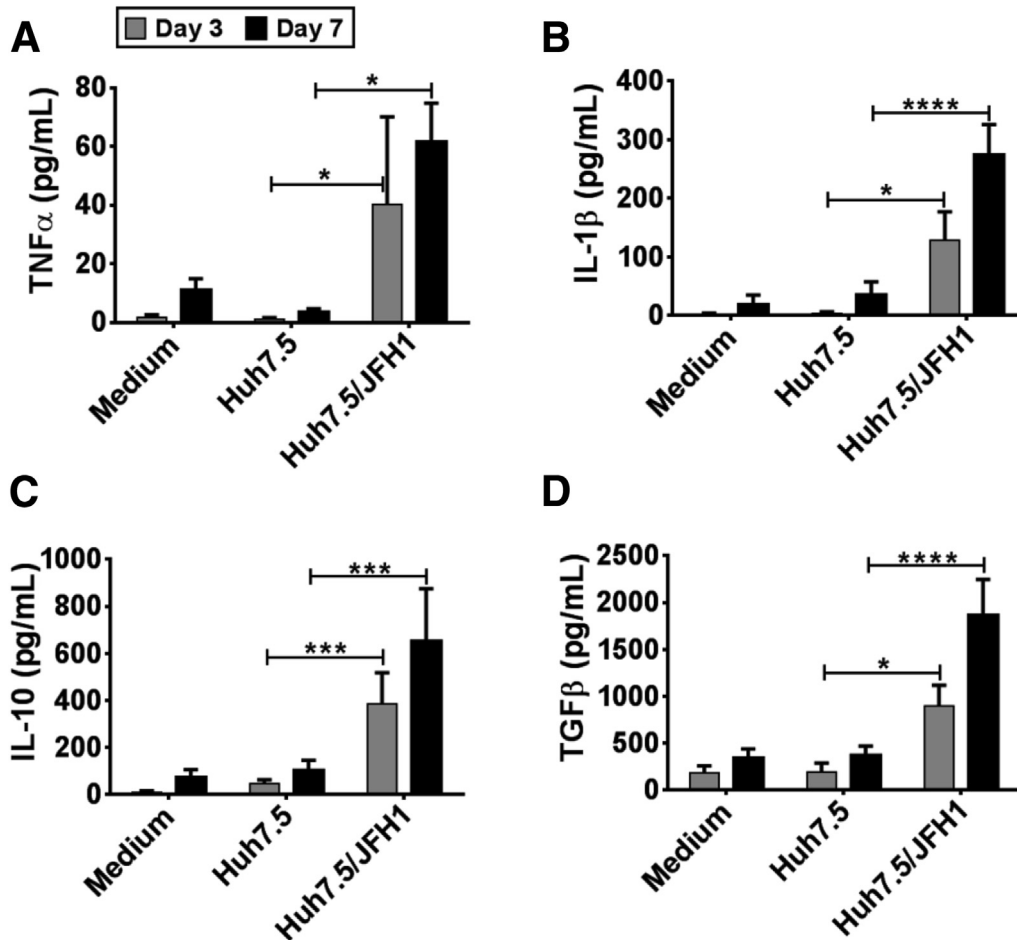 A
Day 3 Day 7
TNFα (pg/mL)
80
60
40
20
0
*
*
Medium
Huh7.5
Huh7.5/JFH1
B
IL-1β (pg/mL)
400
300
200
100
0
****
*
Medium
Huh7.5
Huh7.5/JFH1
C
IL-10 (pg/mL)
1000
800
600
400
200
0
***
***
Medium
Huh7.5
Huh7.5/JFH1
D
TGFβ (pg/mL)
2500
2000
1500
1000
500
0
****
*
Medium
Huh7.5
Huh7.5/JFH1